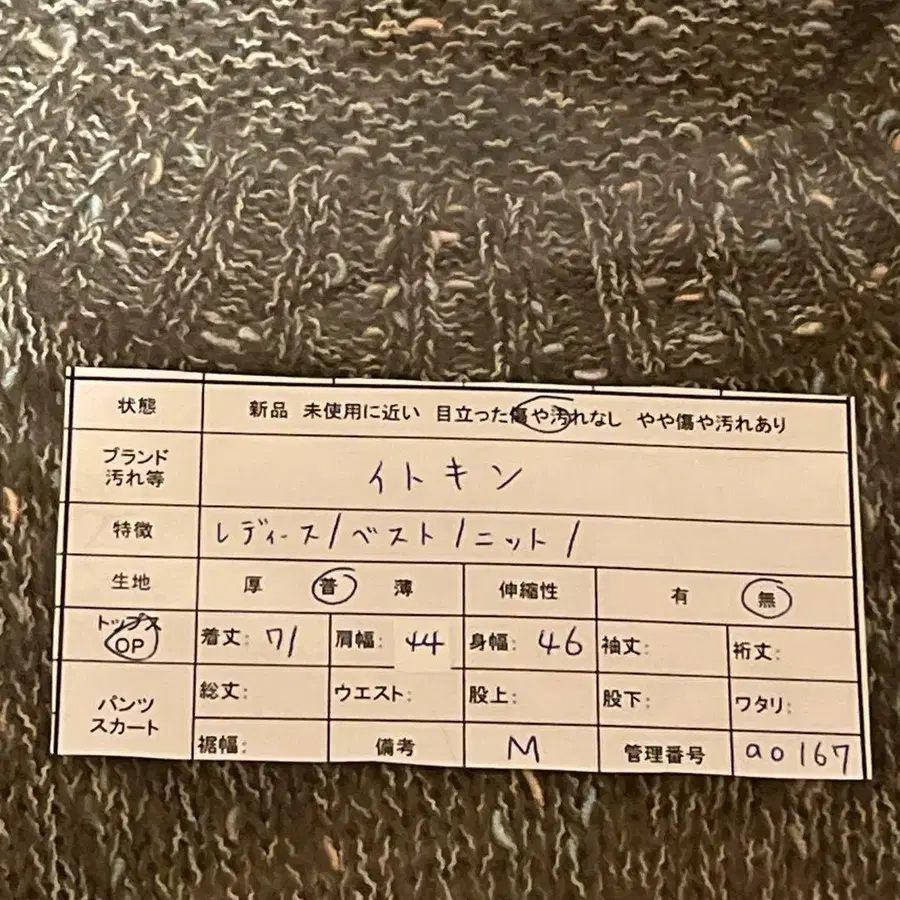 状態 新品 未使用に近い 目立った傷や汚れなし やや傷や汚れあり
ブランド
汚れ等 イトキン
特徴 レディース/ベスト/ニット/
生地 厚 普 薄 伸縮性 有 無
トップス
OP 着丈: 71 肩幅: 44 身幅: 46 袖丈: 裄丈:
パンツ
スカート 総丈: ウエスト: 股上: 股下: ワタリ:
裾幅: 備考 M 管理番号 a0167